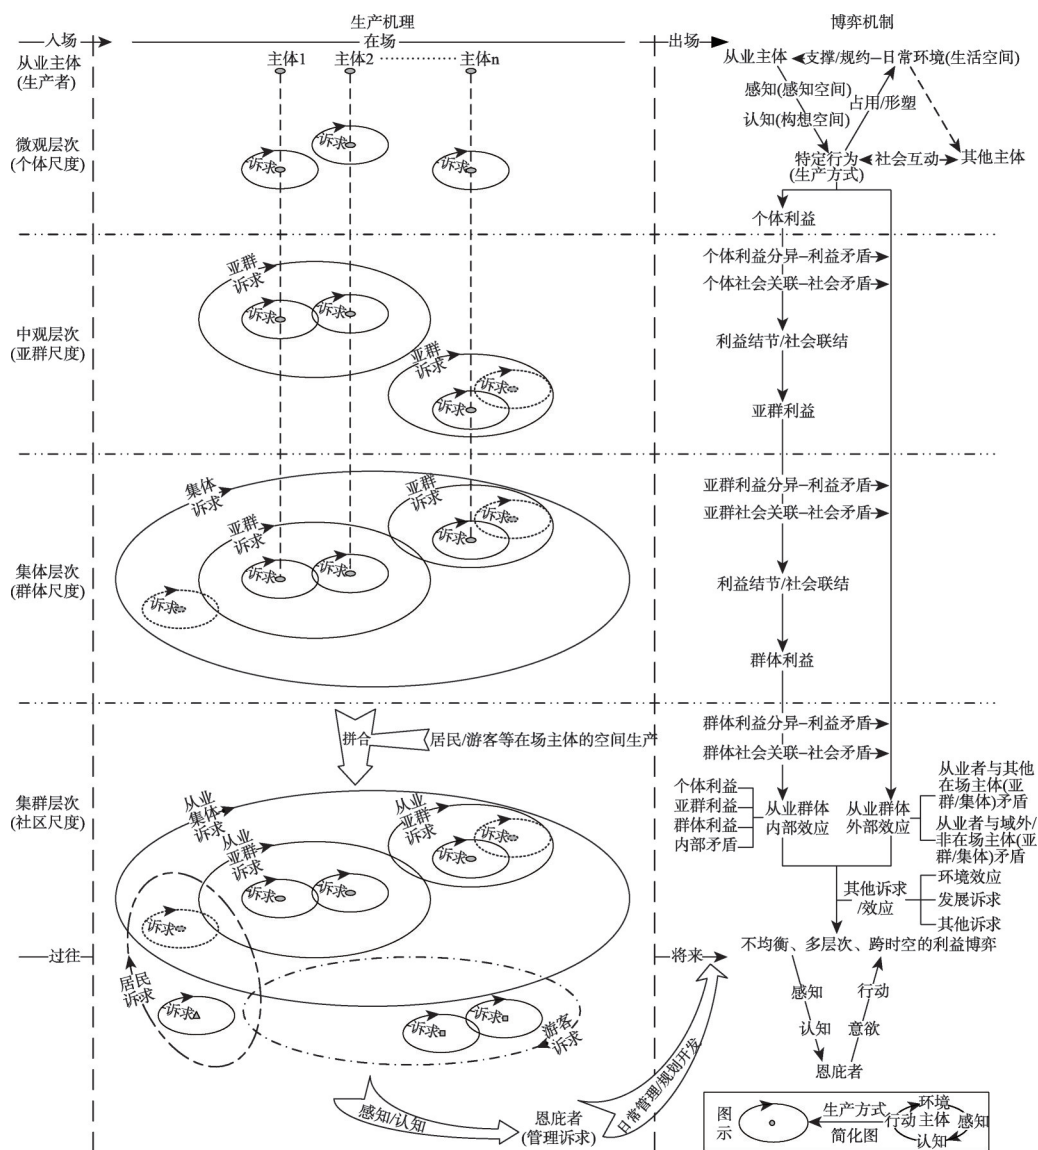 生产机理
博弈机制
入场
在场
出场
从业主体
(生产者)
主体1
主体2
主体n
从业主体
支撑/规约
日常环境(生活空间)
感知(感知空间)
占用/形塑
认知(构想空间)
微观层次
(个体尺度)
诉求
诉求
诉求
特定行为
(生产方式)
社会互动
其他主体
个体利益
中观层次
(亚群尺度)
亚群
诉求
诉求
诉求
亚群
诉求
诉求
诉求
个体利益分异–利益矛盾
个体社会关联–社会矛盾
利益结节/社会联结
亚群利益
集体层次
(群体尺度)
集体
诉求
亚群
诉求
诉求
诉求
亚群
诉求
诉求
诉求
诉求
亚群利益分异–利益矛盾
亚群社会关联–社会矛盾
利益结节/社会联结
群体利益
拼合
居民/游客等在场主体的空间生产
集群层次
(社区尺度)
从业
集体
诉求
从业
亚群
诉求
诉求
诉求
从业
亚群
诉求
诉求
诉求
诉求
群体利益分异–利益矛盾
群体社会关联–社会矛盾
个体利益
亚群利益
群体利益
内部矛盾
从业群体
内部效应
从业群体
外部效应
从业者与其他
在场主体(亚
群/集体)矛盾
从业者与域外/
非在场主体(亚
群/集体)矛盾
其他诉求
/效应
环境效应
发展诉求
其他诉求
过往
将来
不均衡、多层次、跨时空的利益博弈
居民
诉求
诉求
诉求
诉求
游客
诉求
感知
行动
认知
意欲
恩庇者
感知/认知
恩庇者
(管理诉求)
日常管理/规划开发
图
示
生产方式
简化图
环境
主体
行动
感知
认知